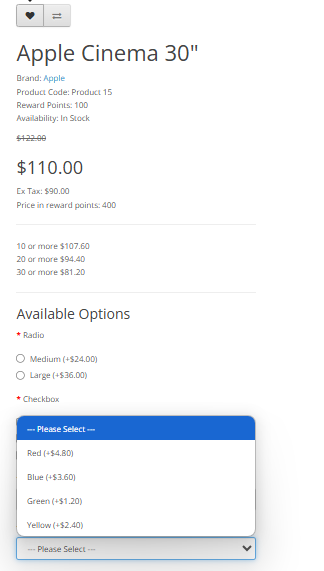 Apple Cinema 30"
Brand: Apple
Product Code: Product 15
Reward Points: 100
Availability: In Stock
$122.00
$110.00
Ex Tax: $90.00
Price in reward points: 400
10 or more $107.60
20 or more $94.40
30 or more $81.20
Available Options
* Radio
Medium (+$24.00)
Large (+$36.00)
* Checkbox
--- Please Select ---
Red (+$4.80)
Blue (+$3.60)
Green (+$1.20)
Yellow (+$2.40)
--- Please Select ---